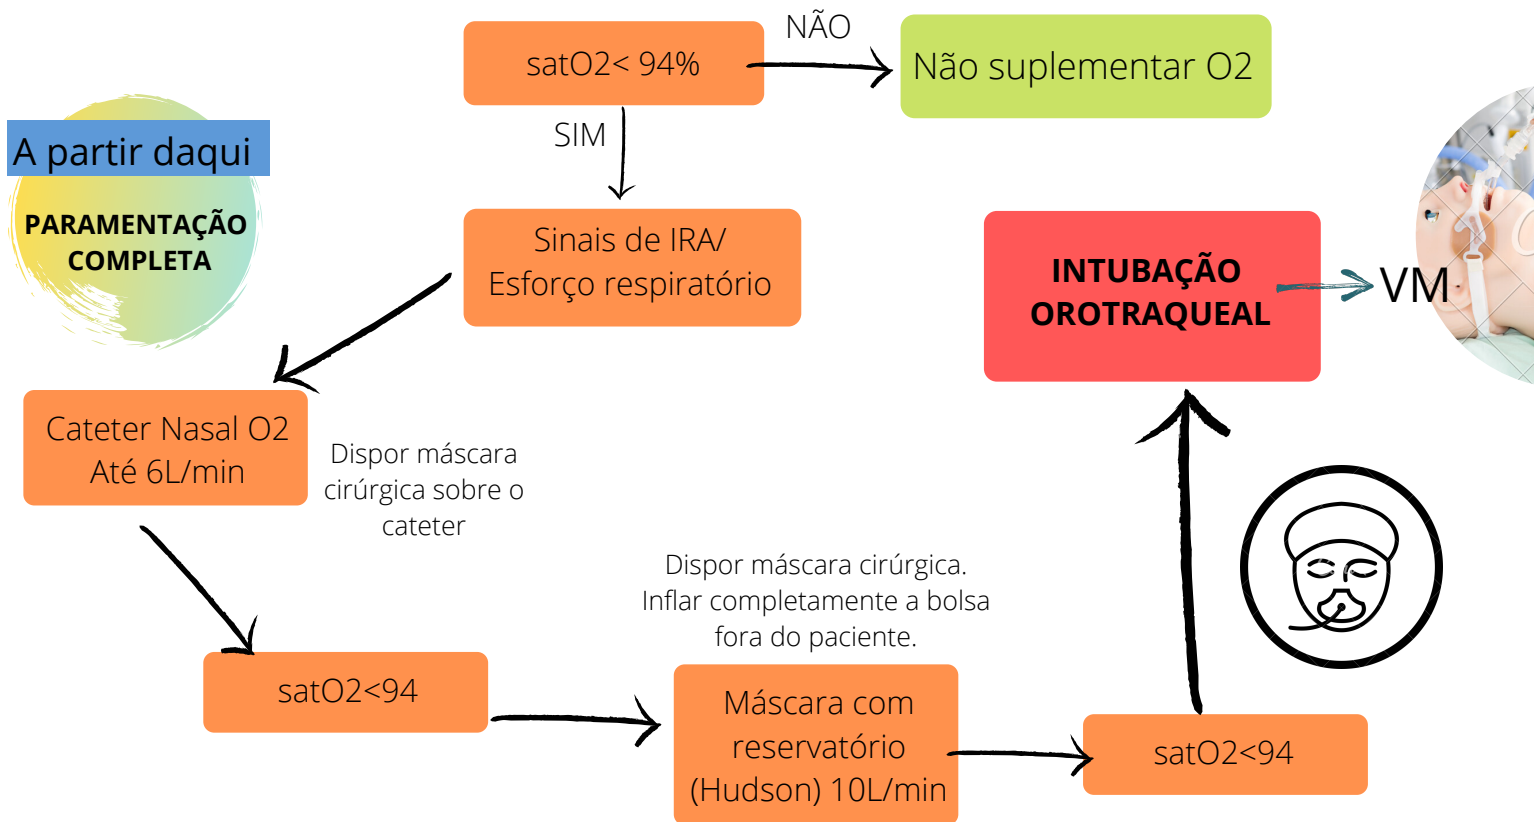 satO2< 94%
NÃO
Não suplementar O2
SIM
A partir daqui
PARAMENTAÇÃO
COMPLETA
Sinais de IRA/
Esforço respiratório
INTUBAÇÃO
OROTRAQUEAL
VM
Cateter Nasal O2
Até 6L/min
Dispor máscara
cirúrgica sobre o
cateter
satO2<94
Dispor máscara cirúrgica.
Inflar completamente a bolsa
fora do paciente.
Máscara com
reservatório
(Hudson) 10L/min
satO2<94